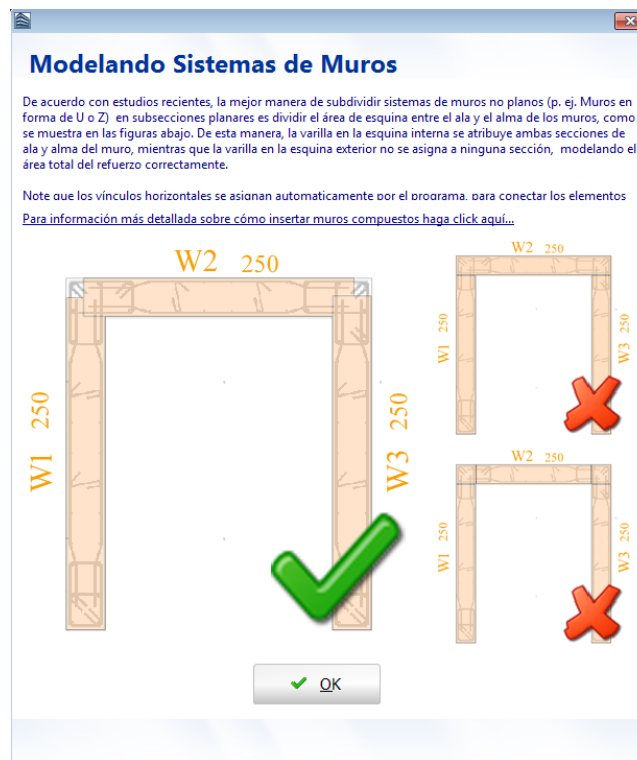 Modelando Sistemas de Muros
De acuerdo con estudios recientes, la mejor manera de subdividir sistemas de muros no planos (p. ej. Muros en
forma de U o Z) en subsecciones planares es dividir el área de esquina entre el ala y el alma de los muros, como
se muestra en las figuras abajo. De esta manera, la varilla en la esquina interna se atribuye ambas secciones de
ala y alma del muro, mientras que la varilla en la esquina exterior no se asigna a ninguna sección, modelando el
área total del refuerzo correctamente.
Note que los vínculos horizontales se asignan automaticamente por el programa, para conectar los elementos
Para información más detallada sobre cómo insertar muros compuestos haga click aquí...
W2 250
W1 250
W3 250
W2 250
W1 250
W3 250
W2 250
W1 250
W3 250
OK